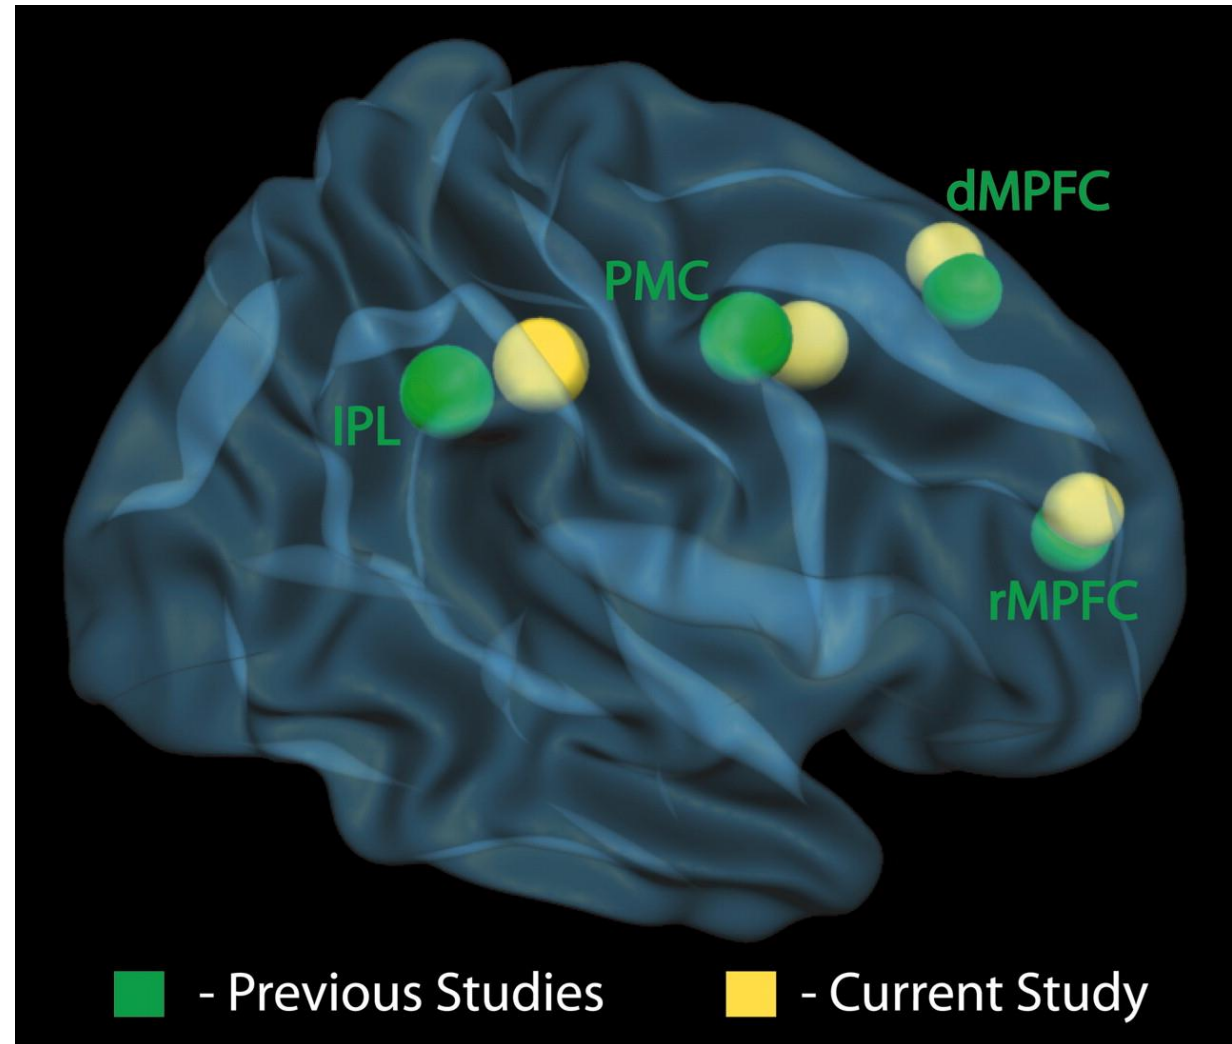 dMPFC
PMC
IPL
rMPFC
- Previous Studies
- Current Study